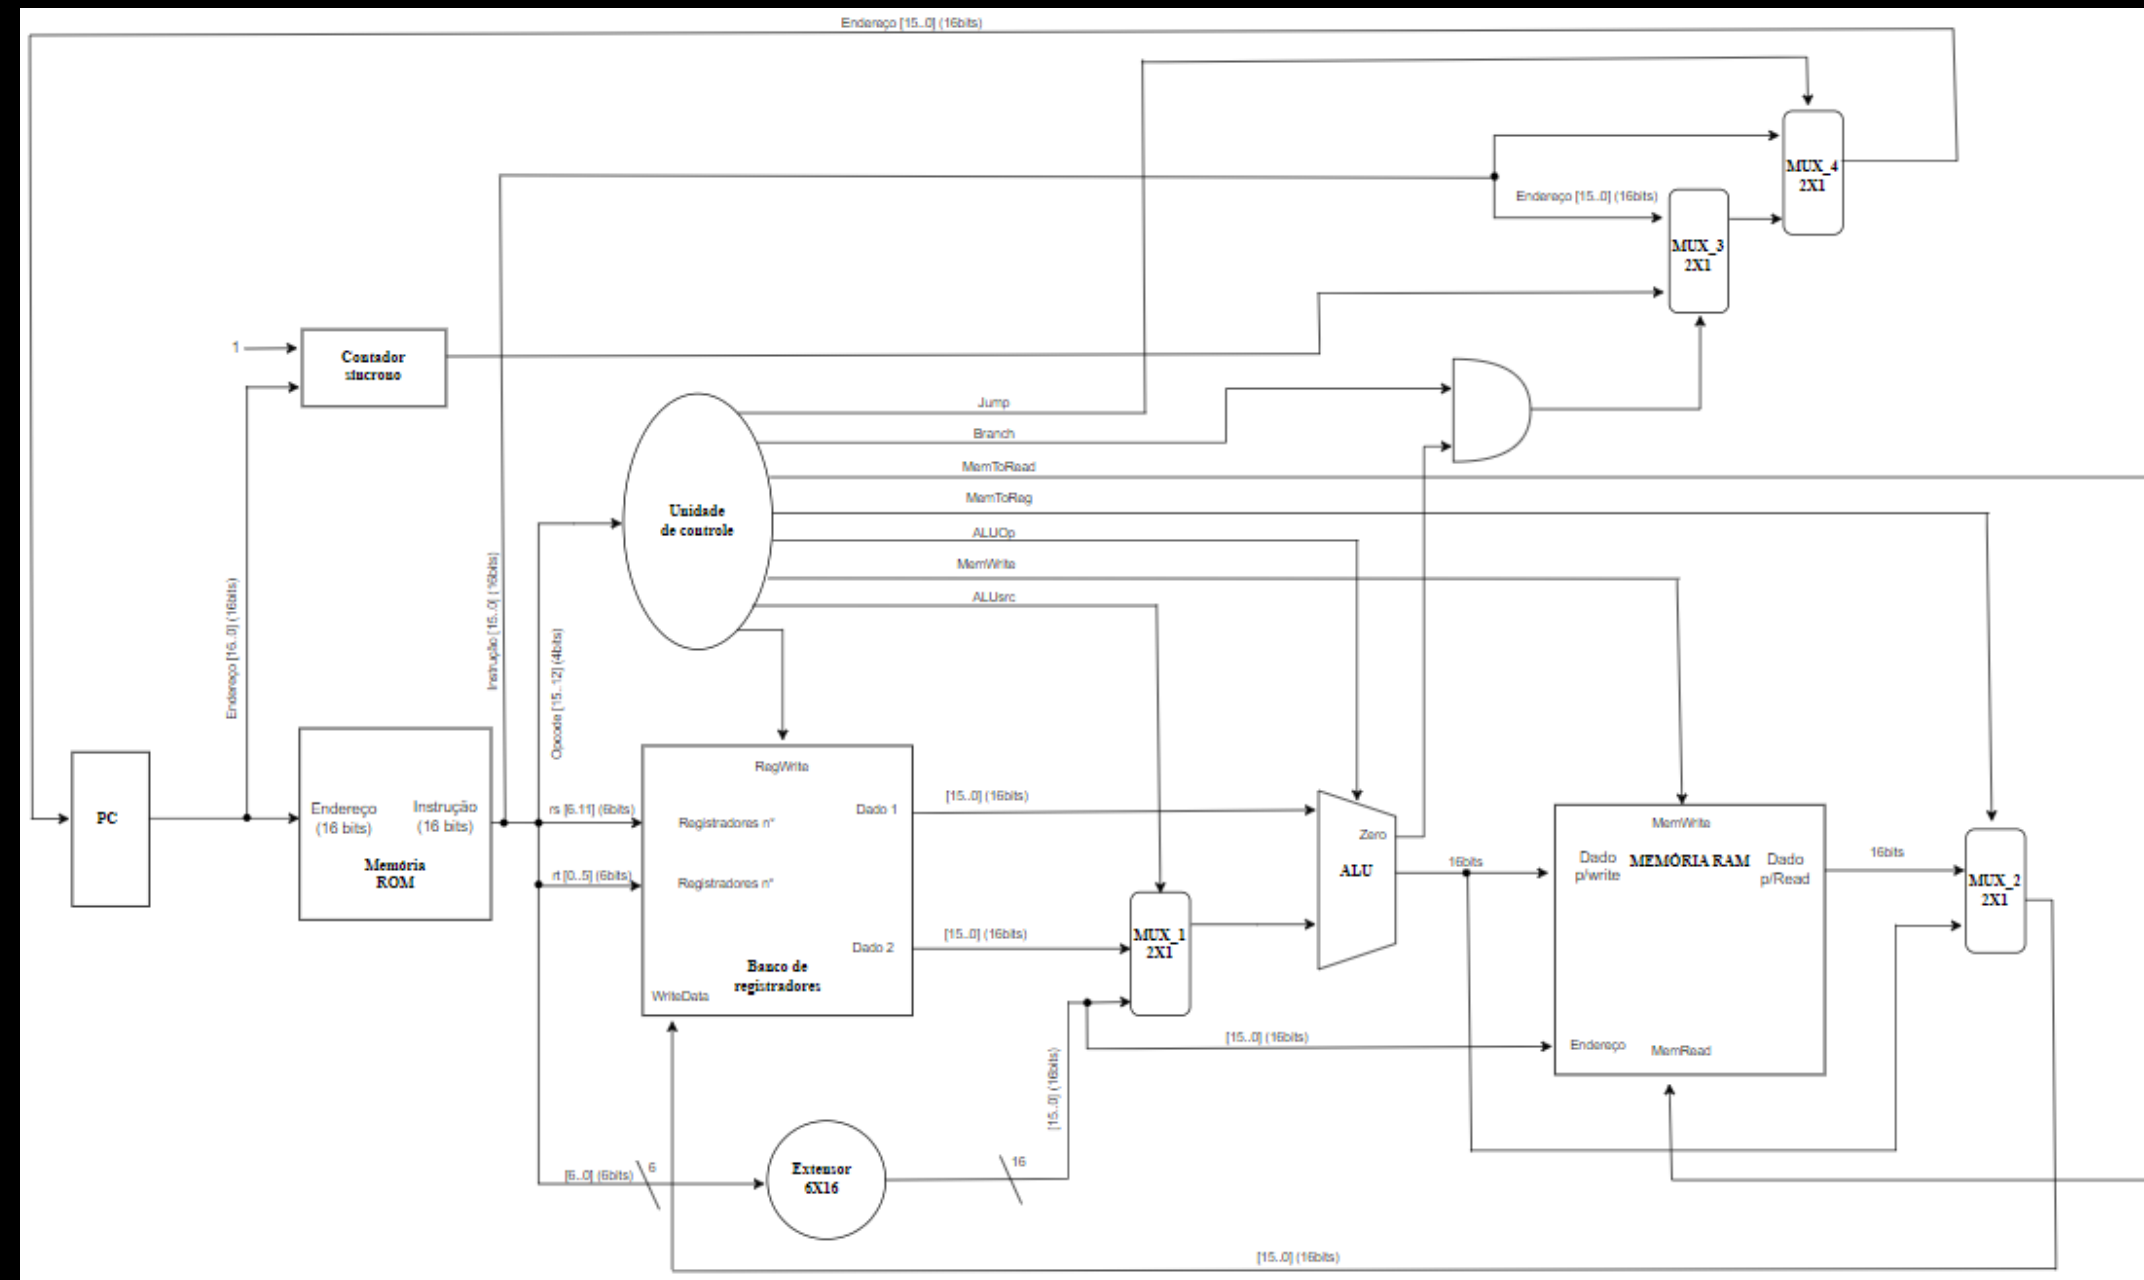 Endereço [15..0] (16bits)
MUX_4
2X1
Endereço [15..0] (16bits)
MUX_3
2X1
1
Contador
síncrono
Jump
Branch
MemToRead
MemToReg
ALUOp
MemWrite
ALUsrc
Unidade
de controle
Endereço [15..0] (16bits)
Instrução [15..0] (16bits)
Opcode [15..12] (4bits)
PC
Endereço
(16 bits)
Instrução
(16 bits)
Memória
ROM
rs [6.11] (6bits)
rt [0..5] (6bits)
RegWrite
Registradores n°
Registradores n°
Dado 1
Dado 2
Banco de
registradores
WriteData
[15..0] (16bits)
[15..0] (16bits)
MUX_1
2X1
Zero
ALU
16bits
MemWrite
Dado
p/write
MEMÓRIA RAM
Dado
p/Read
Endereço
MemRead
16bits
MUX_2
2X1
[15..0] (16bits)
[15..0] (16bits)
[6..0] (6bits)
6
Extensor
6X16
16
[15..0] (16bits)